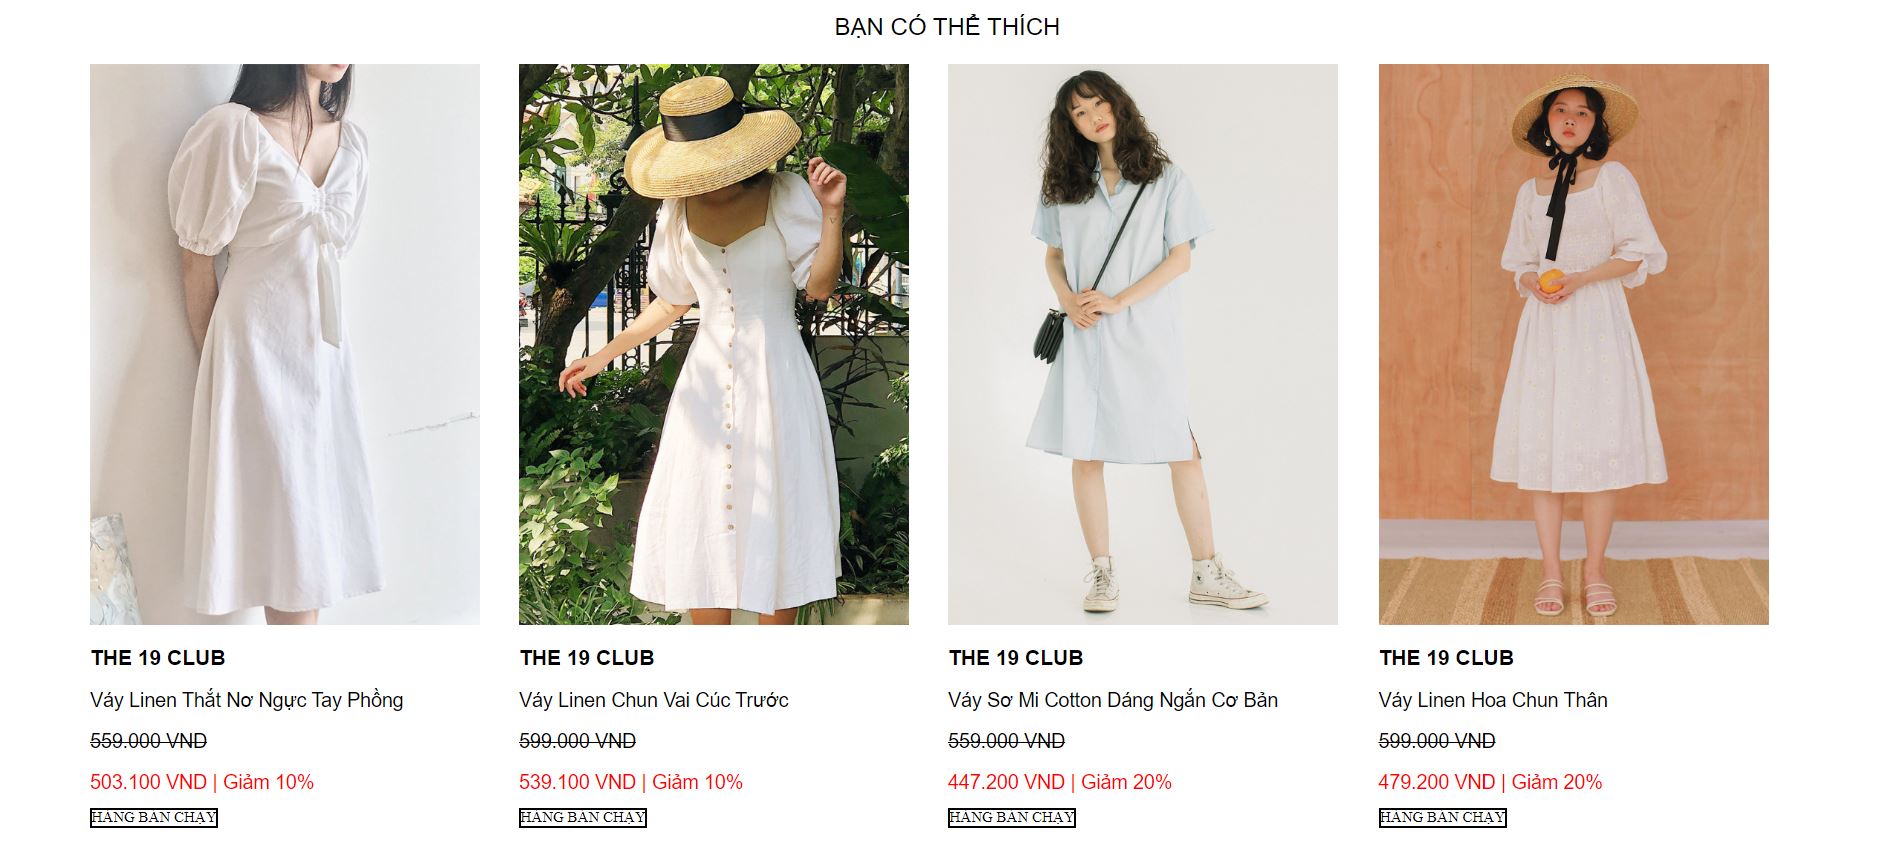 BẠN CÓ THỂ THÍCH
THE 19 CLUB
Váy Linen Thắt Nơ Ngực Tay Phồng
559.000 VND
503.100 VND | Giảm 10%
HÀNG BÁN CHẠY
THE 19 CLUB
Váy Linen Chun Vai Cúc Trước
599.000 VND
539.100 VND | Giảm 10%
HÀNG BÁN CHẠY
THE 19 CLUB
Váy Sơ Mi Cotton Dáng Ngắn Cơ Bản
559.000 VND
447.200 VND | Giảm 20%
HÀNG BÁN CHẠY
THE 19 CLUB
Váy Linen Hoa Chun Thân
599.000 VND
479.200 VND | Giảm 20%
HÀNG BÁN CHẠY